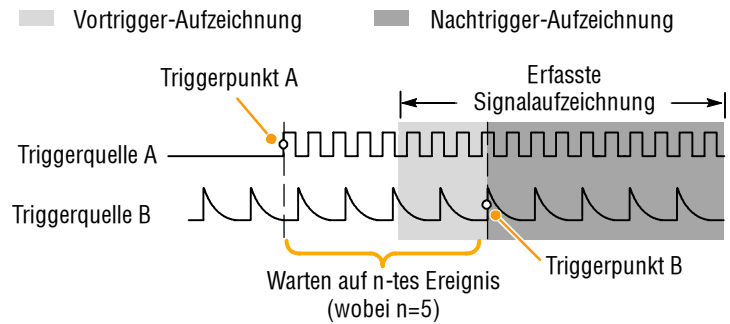 Vortrigger-Aufzeichnung
Nachtrigger-Aufzeichnung
Triggerpunkt A
Erfasste
Signalaufzeichnung
Triggerquelle A
Triggerquelle B
Triggerpunkt B
Warten auf n-tes Ereignis
(wobei n=5)